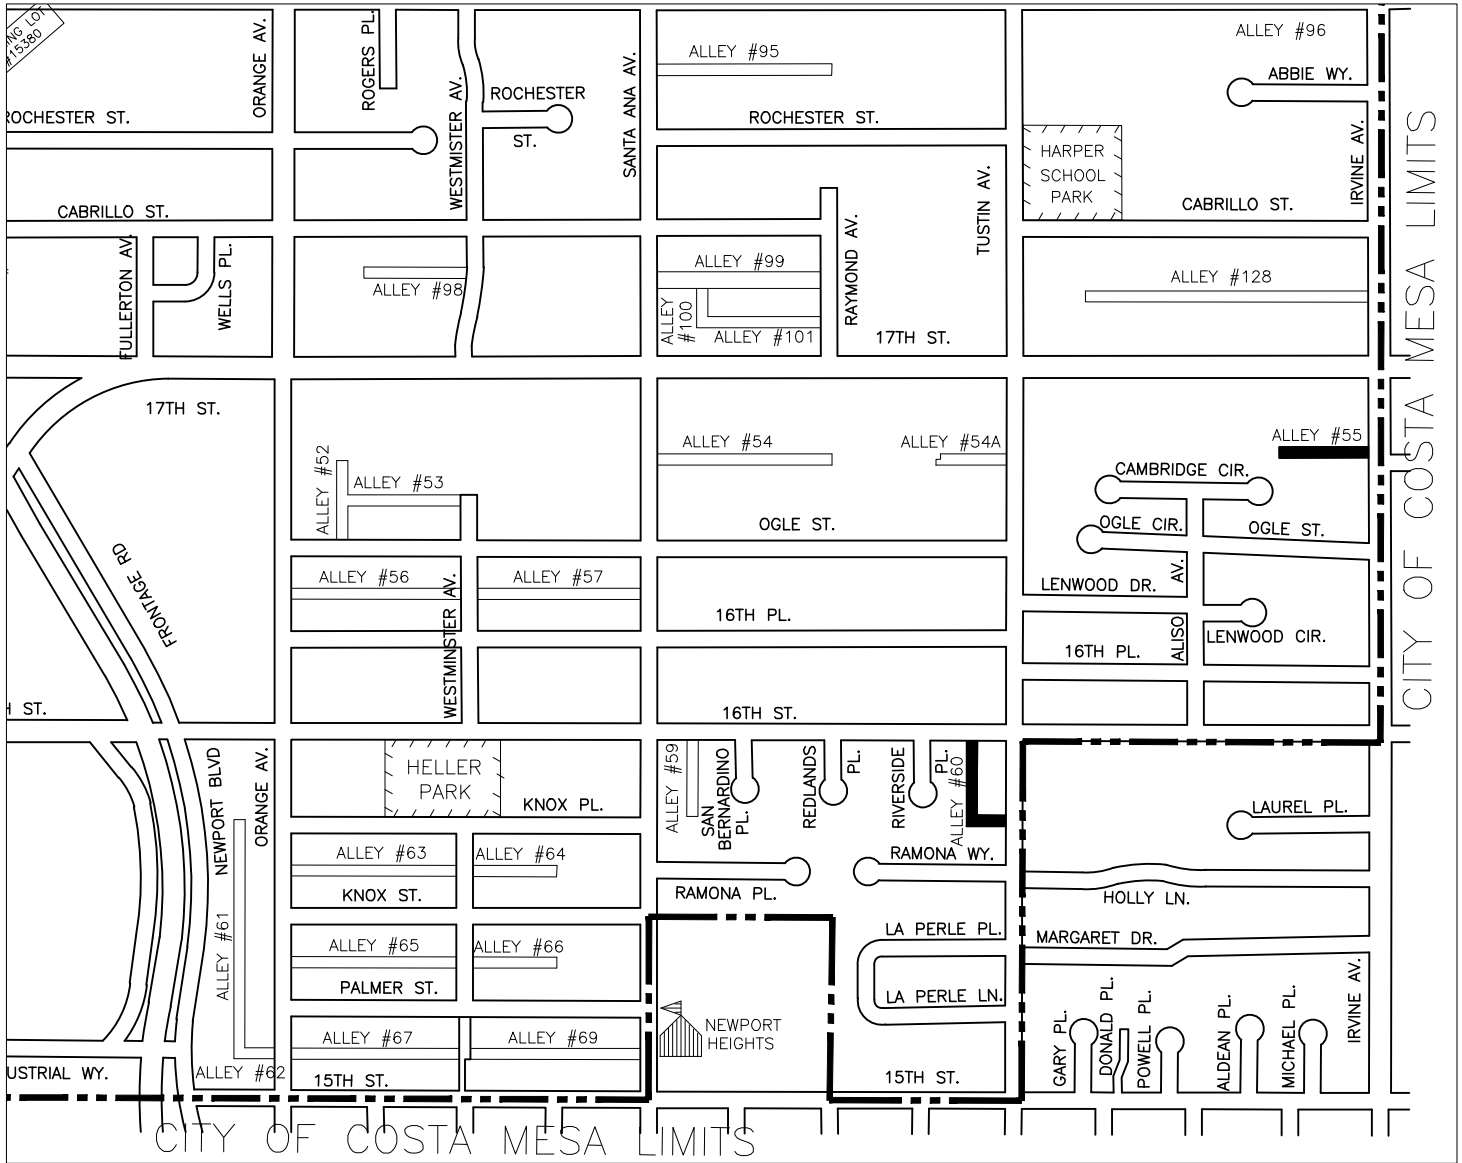 NG LOT
#15380
ORANGE AV.
ROGERS PL.
WESTMISTER AV.
ROCHESTER
ST.
SANTA ANA AV.
ALLEY #95
ROCHESTER ST.
ALLEY #96
ABBIE WY.
IRVINE AV.
ROCHESTER ST.
HARPER
SCHOOL
PARK
TUSTIN AV.
CABRILLO ST.
CABRILLO ST.
CITY OF COSTA MESA LIMITS
FULLERTON AV.
WELLS PL.
ALLEY #98
ALLEY #99
ALLEY
#100
ALLEY #101
RAYMOND AV.
17TH ST.
ALLEY #128
17TH ST.
ALLEY #52
ALLEY #53
ALLEY #54
ALLEY #54A
ALLEY #55
CAMBRIDGE CIR.
OGLE ST.
OGLE CIR.
OGLE ST.
FRONTAGE RD
ALLEY #56
ALLEY #57
WESTMINSTER AV.
16TH PL.
LENWOOD DR.
ALISO AV.
LENWOOD CIR.
16TH PL.
H ST.
16TH ST.
NEWPORT BLVD
ORANGE AV.
HELLER
PARK
KNOX PL.
ALLEY #59
SAN
BERNARDINO
PL.
REDLANDS PL.
RIVERSIDE PL.
ALLEY #60
LAUREL PL.
ALLEY #63
ALLEY #64
RAMONA WY.
KNOX ST.
RAMONA PL.
HOLLY LN.
ALLEY #61
ALLEY #65
ALLEY #66
LA PERLE PL.
MARGARET DR.
PALMER ST.
LA PERLE LN.
IRVINE AV.
GARY PL.
DONALD PL.
POWELL PL.
ALDEAN PL.
MICHAEL PL.
NEWPORT
HEIGHTS
ALLEY #67
ALLEY #69
USTRIAL WY.
ALLEY #62
15TH ST.
15TH ST.
CITY OF COSTA MESA LIMITS